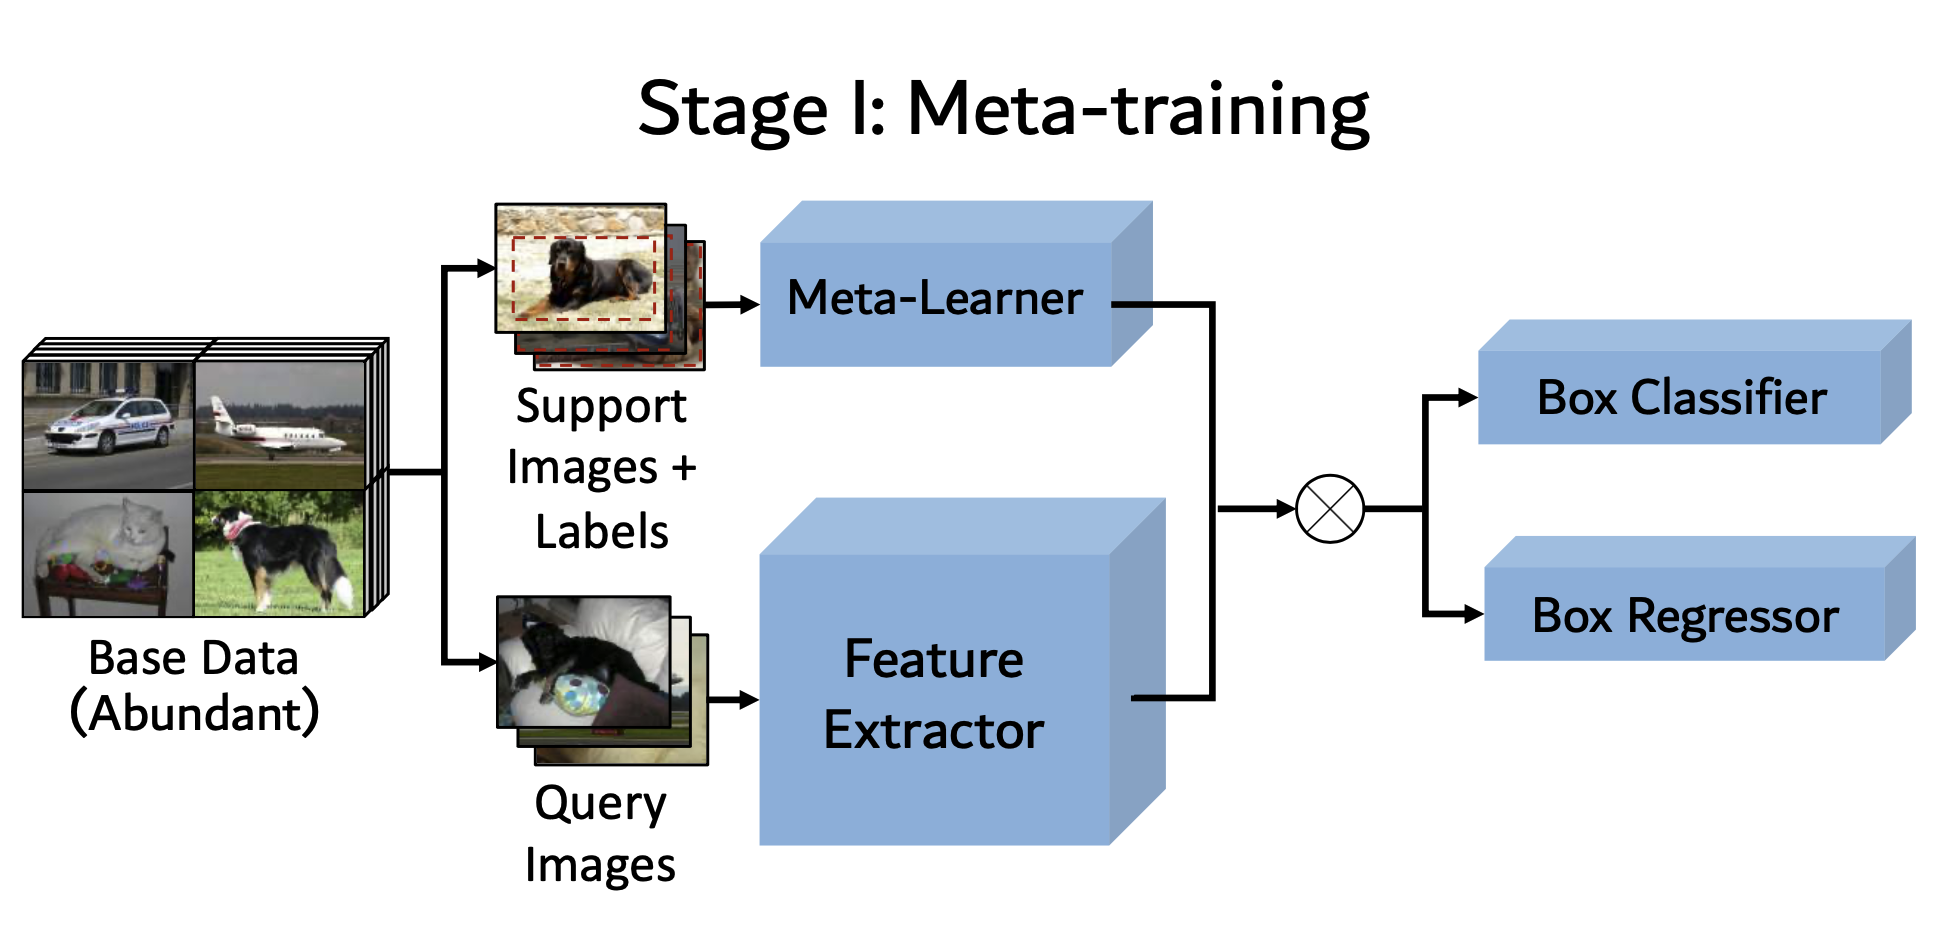 Stage I: Meta-training
Support
Images +
Labels
Meta-Learner
Base Data
(Abundant)
Query
Images
Feature
Extractor
Box Classifier
Box Regressor
POLICE